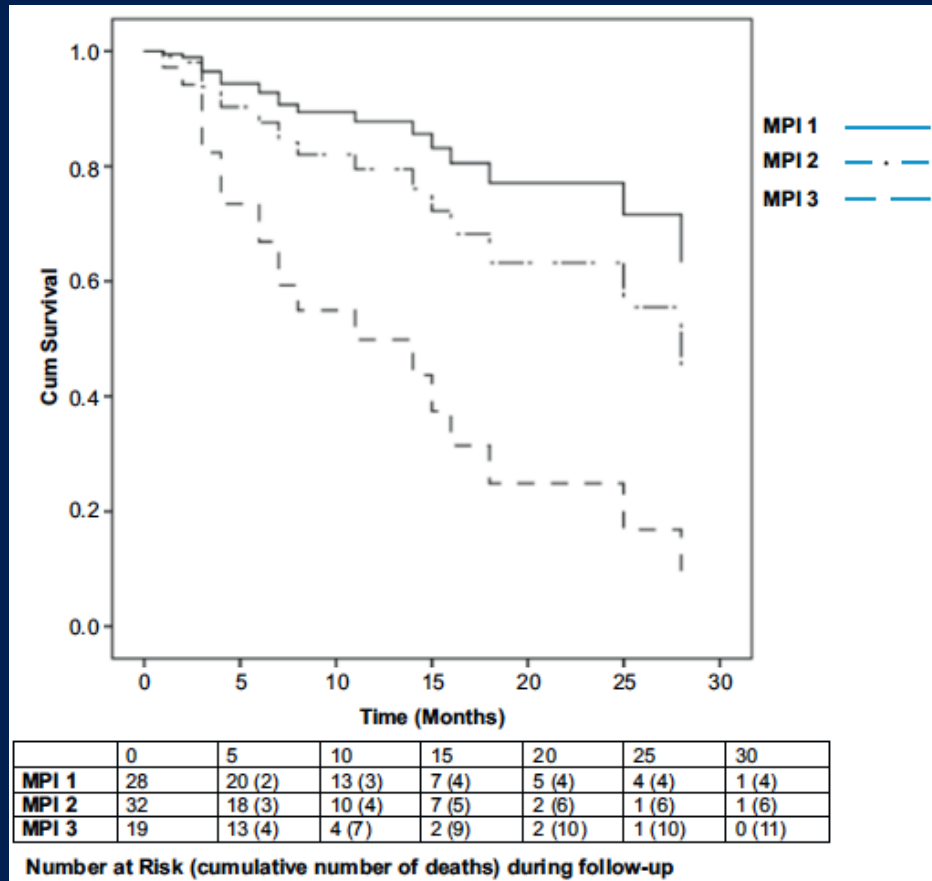 1.0
0.8
0.6
0.4
0.2
0.0
Cum Survival
0 5 10 15 20 25 30
Time (Months)
MPI 1
MPI 2
MPI 3
0 5 10 15 20 25 30
MPI 1 28 20 (2) 13 (3) 7 (4) 5 (4) 4 (4) 1 (4)
MPI 2 32 18 (3) 10 (4) 7 (5) 2 (6) 1 (6) 1 (6)
MPI 3 19 13 (4) 4 (7) 2 (9) 2 (10) 1 (10) 0 (11)
Number at Risk (cumulative number of deaths) during follow-up